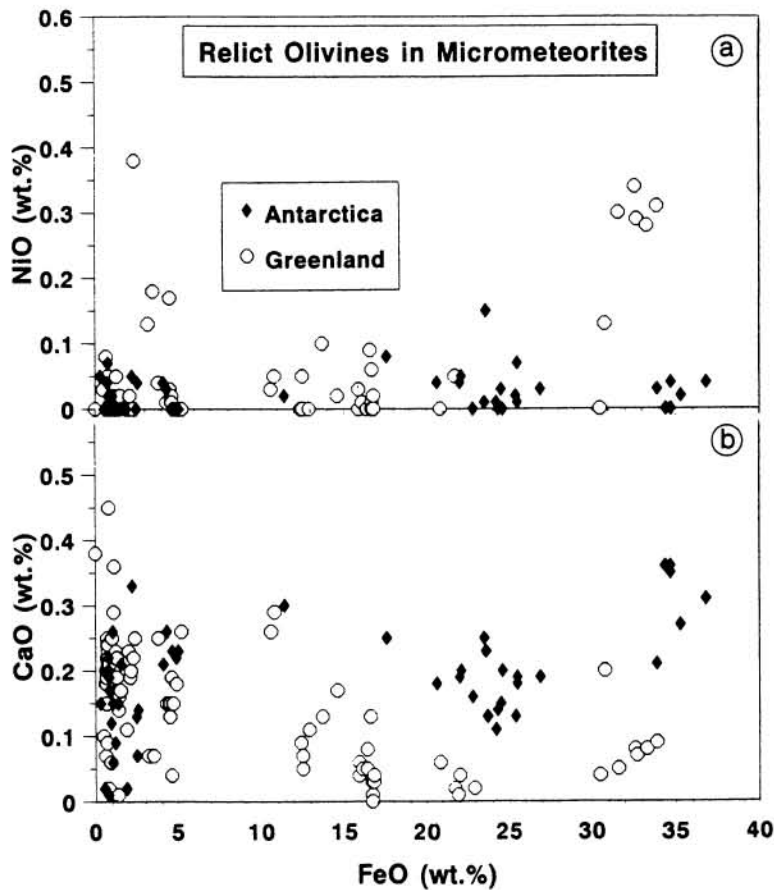 Relict Olivines in Micrometeorites
a
0.6
0.5
0.4
0.3
0.2
0.1
0
NiO (wt.%)
Antarctica
Greenland
b
0.5
0.4
0.3
0.2
0.1
0
CaO (wt.%)
0 5 10 15 20 25 30 35 40
FeO (wt.%)